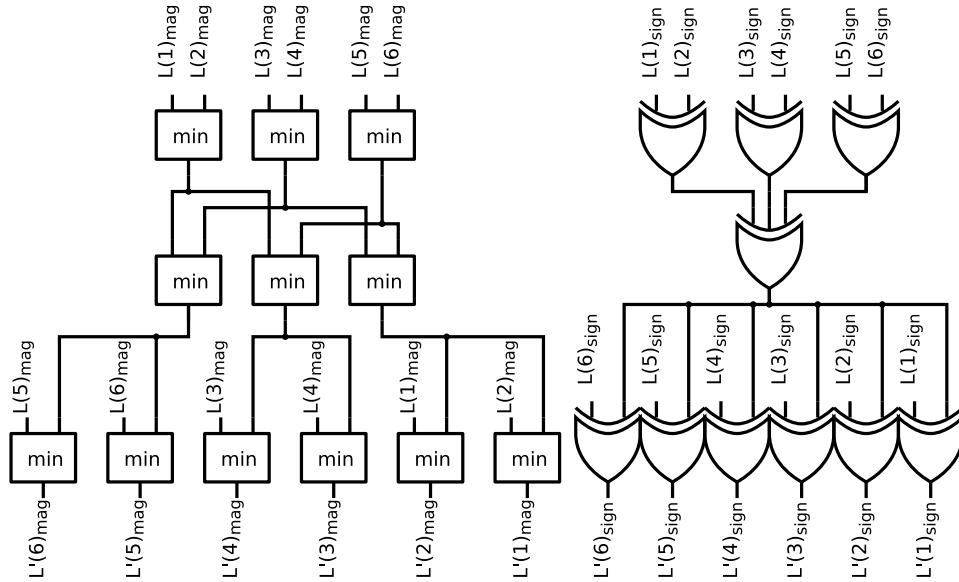 L(1)mag
L(2)mag
L(3)mag
L(4)mag
L(5)mag
L(6)mag
L(1)sign
L(2)sign
L(3)sign
L(4)sign
L(5)sign
L(6)sign
min
min
min
min
min
min
L(5)mag
L(6)mag
L(3)mag
L(4)mag
L(1)mag
L(2)mag
L(6)sign
L(5)sign
L(4)sign
L(3)sign
L(2)sign
L(1)sign
min
min
min
min
min
min
L'(6)mag
L'(5)mag
L'(4)mag
L'(3)mag
L'(2)mag
L'(1)mag
L'(6)sign
L'(5)sign
L'(4)sign
L'(3)sign
L'(2)sign
L'(1)sign